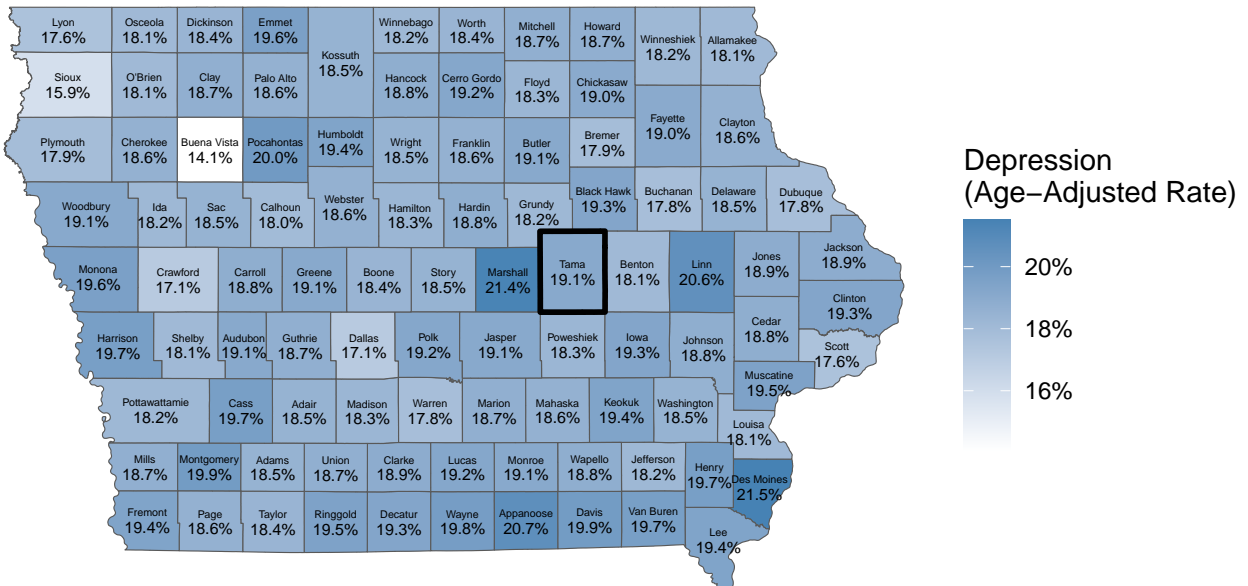 Lyon
17.6%
Osceola
18.1%
Dickinson
18.4%
Emmet
19.6%
Kossuth
18.5%
Winnebago
18.2%
Worth
18.4%
Mitchell
18.7%
Howard
18.7%
Winneshiek
18.2%
Allamakee
18.1%
Sioux
15.9%
O'Brien
18.1%
Clay
18.7%
Palo Alto
18.6%
Hancock
18.8%
Cerro Gordo
19.2%
Floyd
18.3%
Chickasaw
19.0%
Fayette
19.0%
Clayton
18.6%
Plymouth
17.9%
Cherokee
18.6%
Buena Vista
14.1%
Pocahontas
20.0%
Humboldt
19.4%
Wright
18.5%
Franklin
18.6%
Butler
19.1%
Bremer
17.9%
Woodbury
19.1%
Ida
18.2%
Sac
18.5%
Calhoun
18.0%
Webster
18.6%
Hamilton
18.3%
Hardin
18.8%
Grundy
18.2%
Black Hawk
19.3%
Buchanan
17.8%
Delaware
18.5%
Dubuque
17.8%
Monona
19.6%
Crawford
17.1%
Carroll
18.8%
Greene
19.1%
Boone
18.4%
Story
18.5%
Marshall
21.4%
Tama
19.1%
Benton
18.1%
Linn
20.6%
Jones
18.9%
Jackson
18.9%
Clinton
19.3%
Harrison
19.7%
Shelby
18.1%
Audubon
19.1%
Guthrie
18.7%
Dallas
17.1%
Polk
19.2%
Jasper
19.1%
Poweshiek
18.3%
Iowa
19.3%
Johnson
18.8%
Cedar
18.8%
Scott
17.6%
Muscatine
19.5%
Pottawattamie
18.2%
Cass
19.7%
Adair
18.5%
Madison
18.3%
Warren
17.8%
Marion
18.7%
Mahaska
18.6%
Keokuk
19.4%
Washington
18.5%
Louisa
18.1%
Mills
18.7%
Montgomery
19.9%
Adams
18.5%
Union
18.7%
Clarke
18.9%
Lucas
19.2%
Monroe
19.1%
Wapello
18.8%
Jefferson
18.2%
Henry
19.7%
Des Moines
21.5%
Fremont
19.4%
Page
18.6%
Taylor
18.4%
Ringgold
19.5%
Decatur
19.3%
Wayne
19.8%
Appanoose
20.7%
Davis
19.9%
Van Buren
19.7%
Lee
19.4%
Depression
(Age−Adjusted Rate)
20%
18%
16%